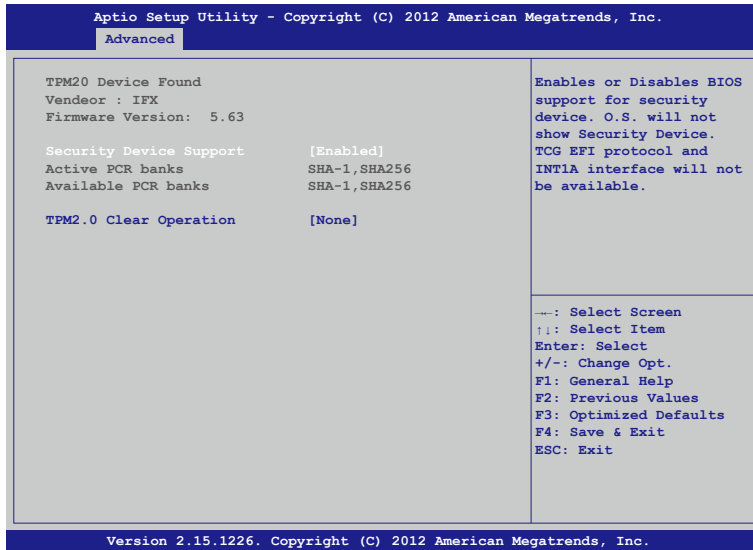 Aptio Setup Utility - Copyright (C) 2012 American Megatrends, Inc.
Advanced
TPM20 Device Found
Vendeor : IFX
Firmware Version: 5.63
Security Device Support [Enabled]
Active PCR banks SHA-1,SHA256
Available PCR banks SHA-1,SHA256
TPM2.0 Clear Operation [None]
Enables or Disables BIOS
support for security
device. O.S. will not
show Security Device.
TCG EFI protocol and
INT1A interface will not
be available.
→←: Select Screen
↑↓: Select Item
Enter: Select
+/-: Change Opt.
F1: General Help
F2: Previous Values
F3: Optimized Defaults
F4: Save & Exit
ESC: Exit
Version 2.15.1226. Copyright (C) 2012 American Megatrends, Inc.